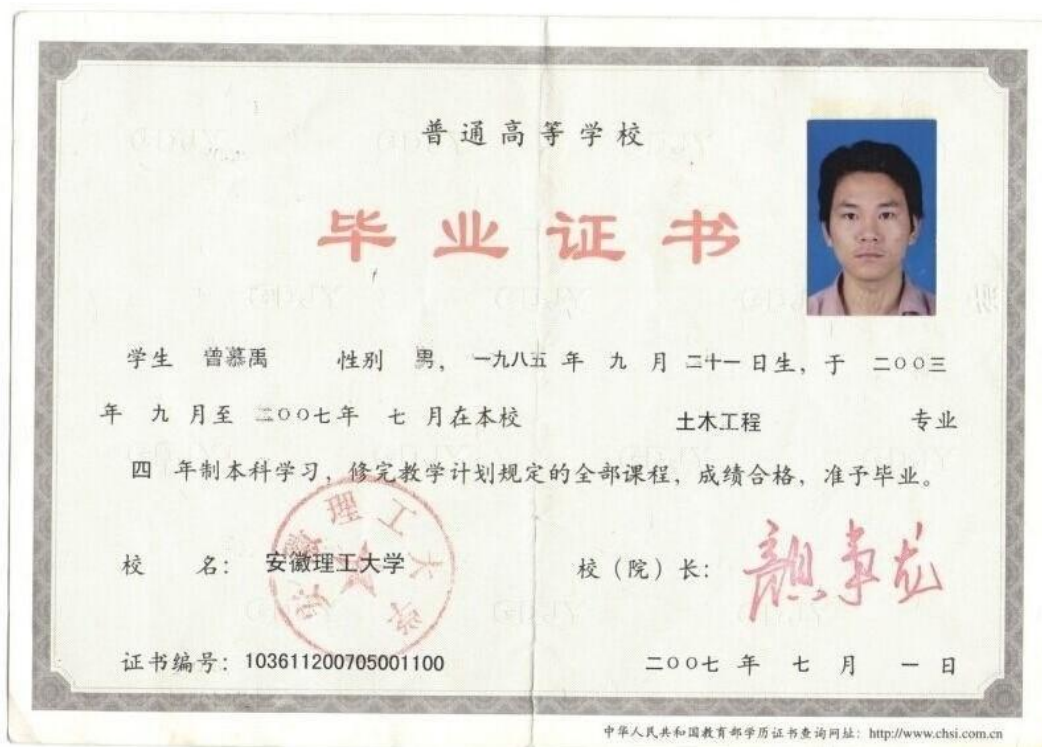 普通高等学校
毕业证书
学生 曾慕禹 性别 男，一九八五 年 九 月 二十一 日生，于 二○○三
年 九 月至 二○○七年 七 月在本校 土木工程 专业
四 年制本科学习，修完教学计划规定的全部课程，成绩合格，准予毕业。
安徽理工大学
校 名： 安徽理工大学 校（院）长：
证书编号：103611200705001100 二○○七 年 七 月 一 日
中华人民共和国教育部学历证书查询网址：http://www.chsi.com.cn